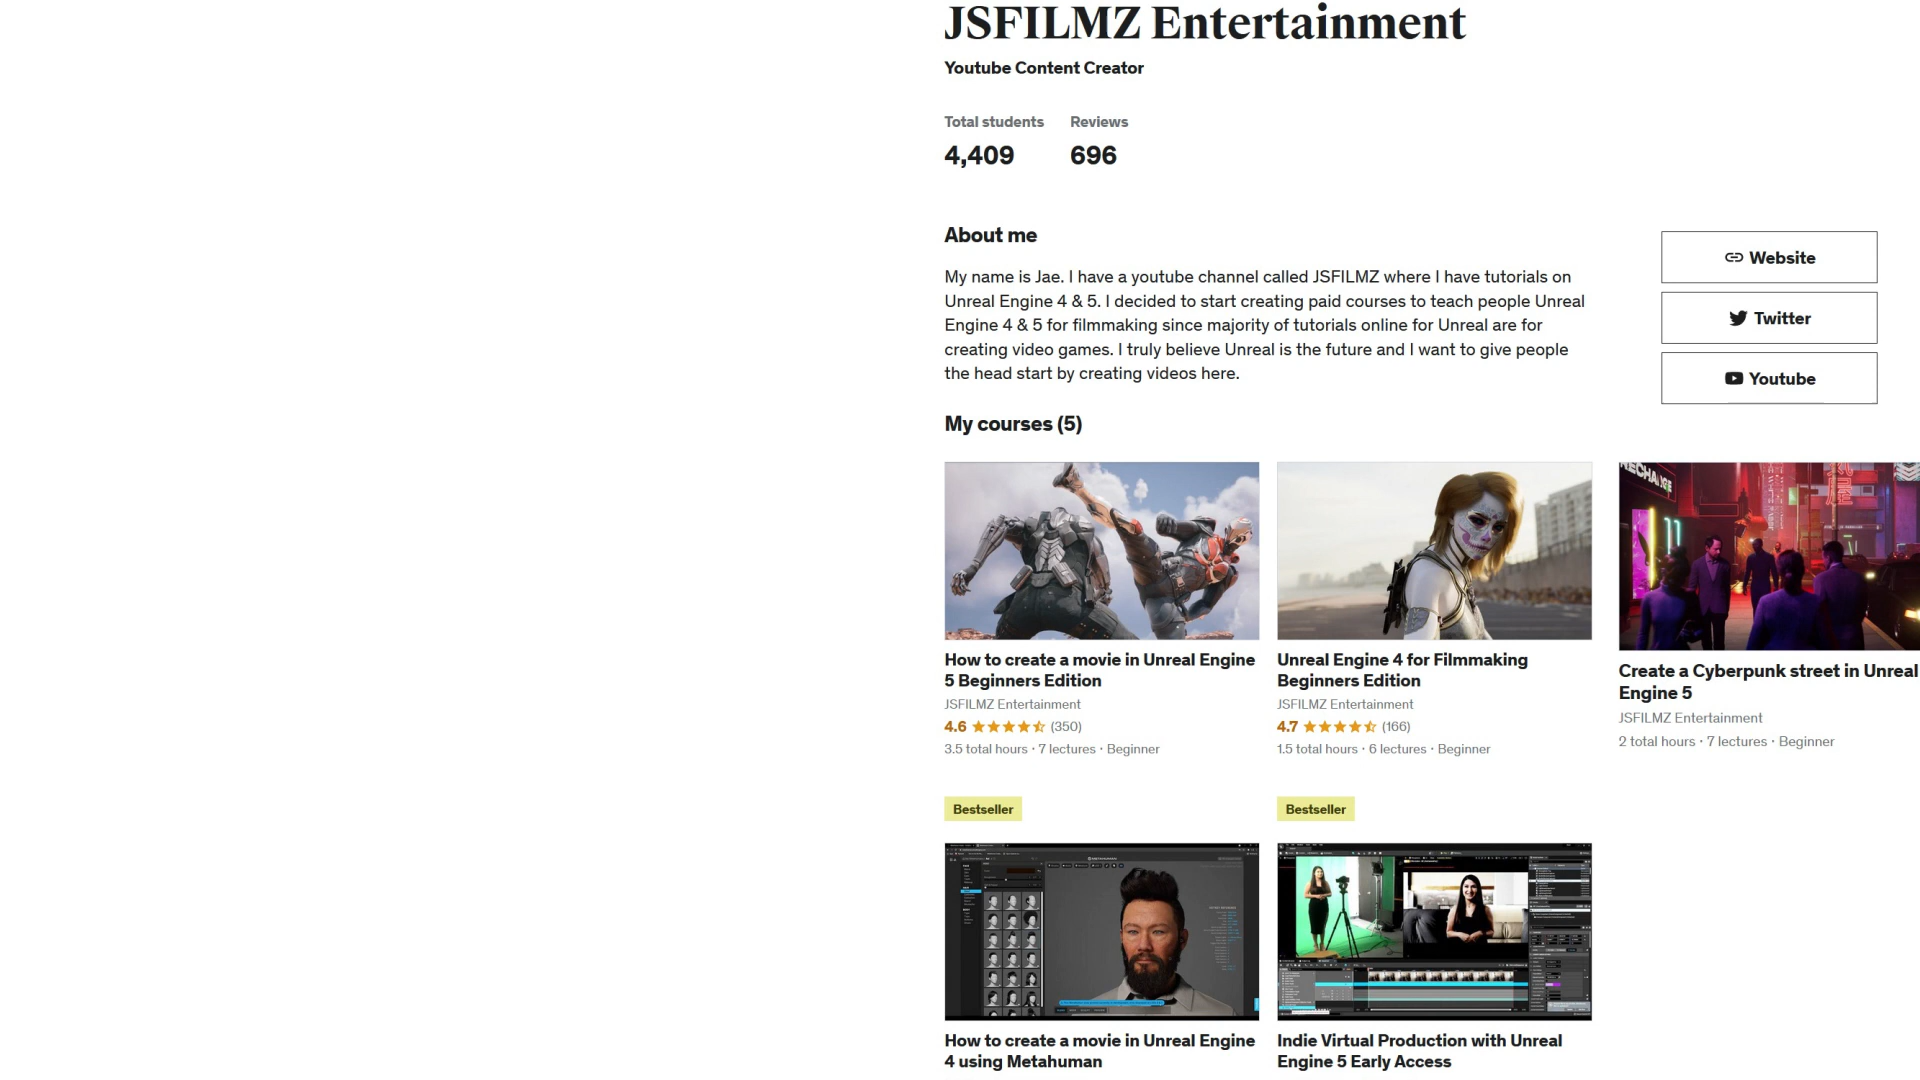 JSFILMZ Entertainment
Youtube Content Creator
Total students
Reviews
4,409
696
About me
My name is Jae. I have a youtube channel called JSFILMZ where I have tutorials on
Unreal Engine 4 & 5. I decided to start creating paid courses to teach people Unreal
Engine 4 & 5 for filmmaking since majority of tutorials online for Unreal are for
creating video games. I truly believe Unreal is the future and I want to give people
the head start by creating videos here.
Website
Twitter
Youtube
My courses (5)
How to create a movie in Unreal Engine
5 Beginners Edition
JSFILMZ Entertainment
4.6 (350)
3.5 total hours · 7 lectures · Beginner
Bestseller
Unreal Engine 4 for Filmmaking
Beginners Edition
JSFILMZ Entertainment
4.7 (166)
1.5 total hours · 6 lectures · Beginner
Bestseller
Create a Cyberpunk street in Unreal
Engine 5
JSFILMZ Entertainment
2 total hours · 7 lectures · Beginner
How to create a movie in Unreal Engine
4 using Metahuman
Indie Virtual Production with Unreal
Engine 5 Early Access